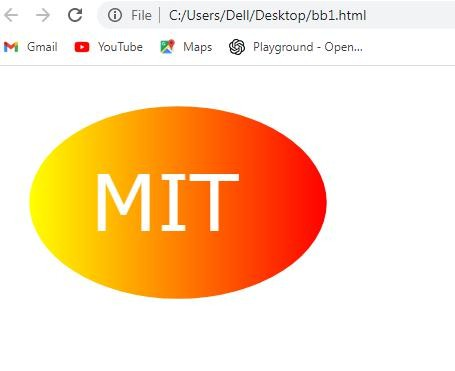 File C:/Users/Dell/Desktop/bb1.html
Gmail YouTube Maps Playground - Open...
MIT